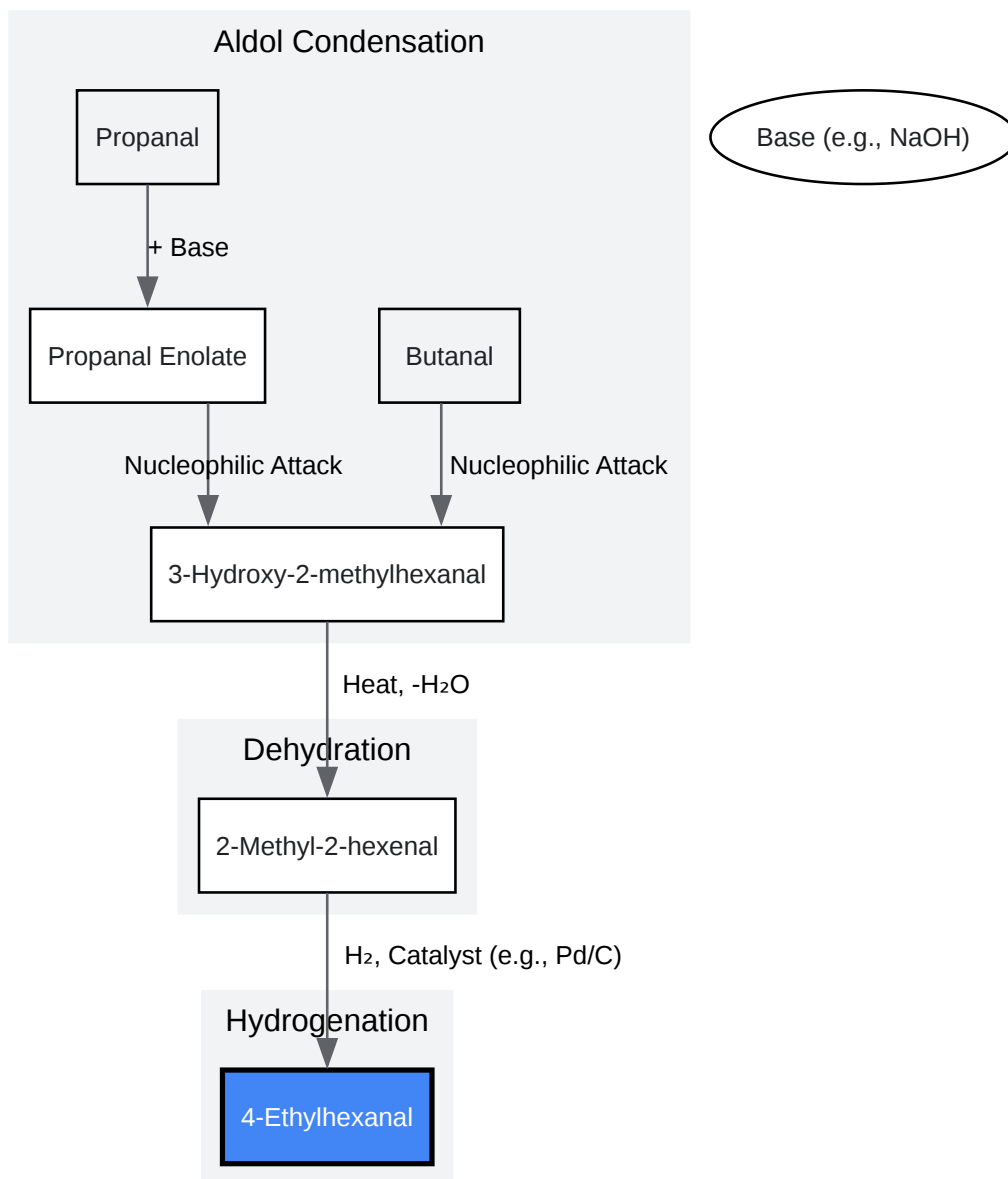 Aldol Condensation
Propanal
Base (e.g., NaOH)
+ Base
Propanal Enolate
Butanal
Nucleophilic Attack
Nucleophilic Attack
3-Hydroxy-2-methylhexanal
Heat, -H₂O
Dehydration
2-Methyl-2-hexenal
H₂, Catalyst (e.g., Pd/C)
Hydrogenation
4-Ethylhexanal